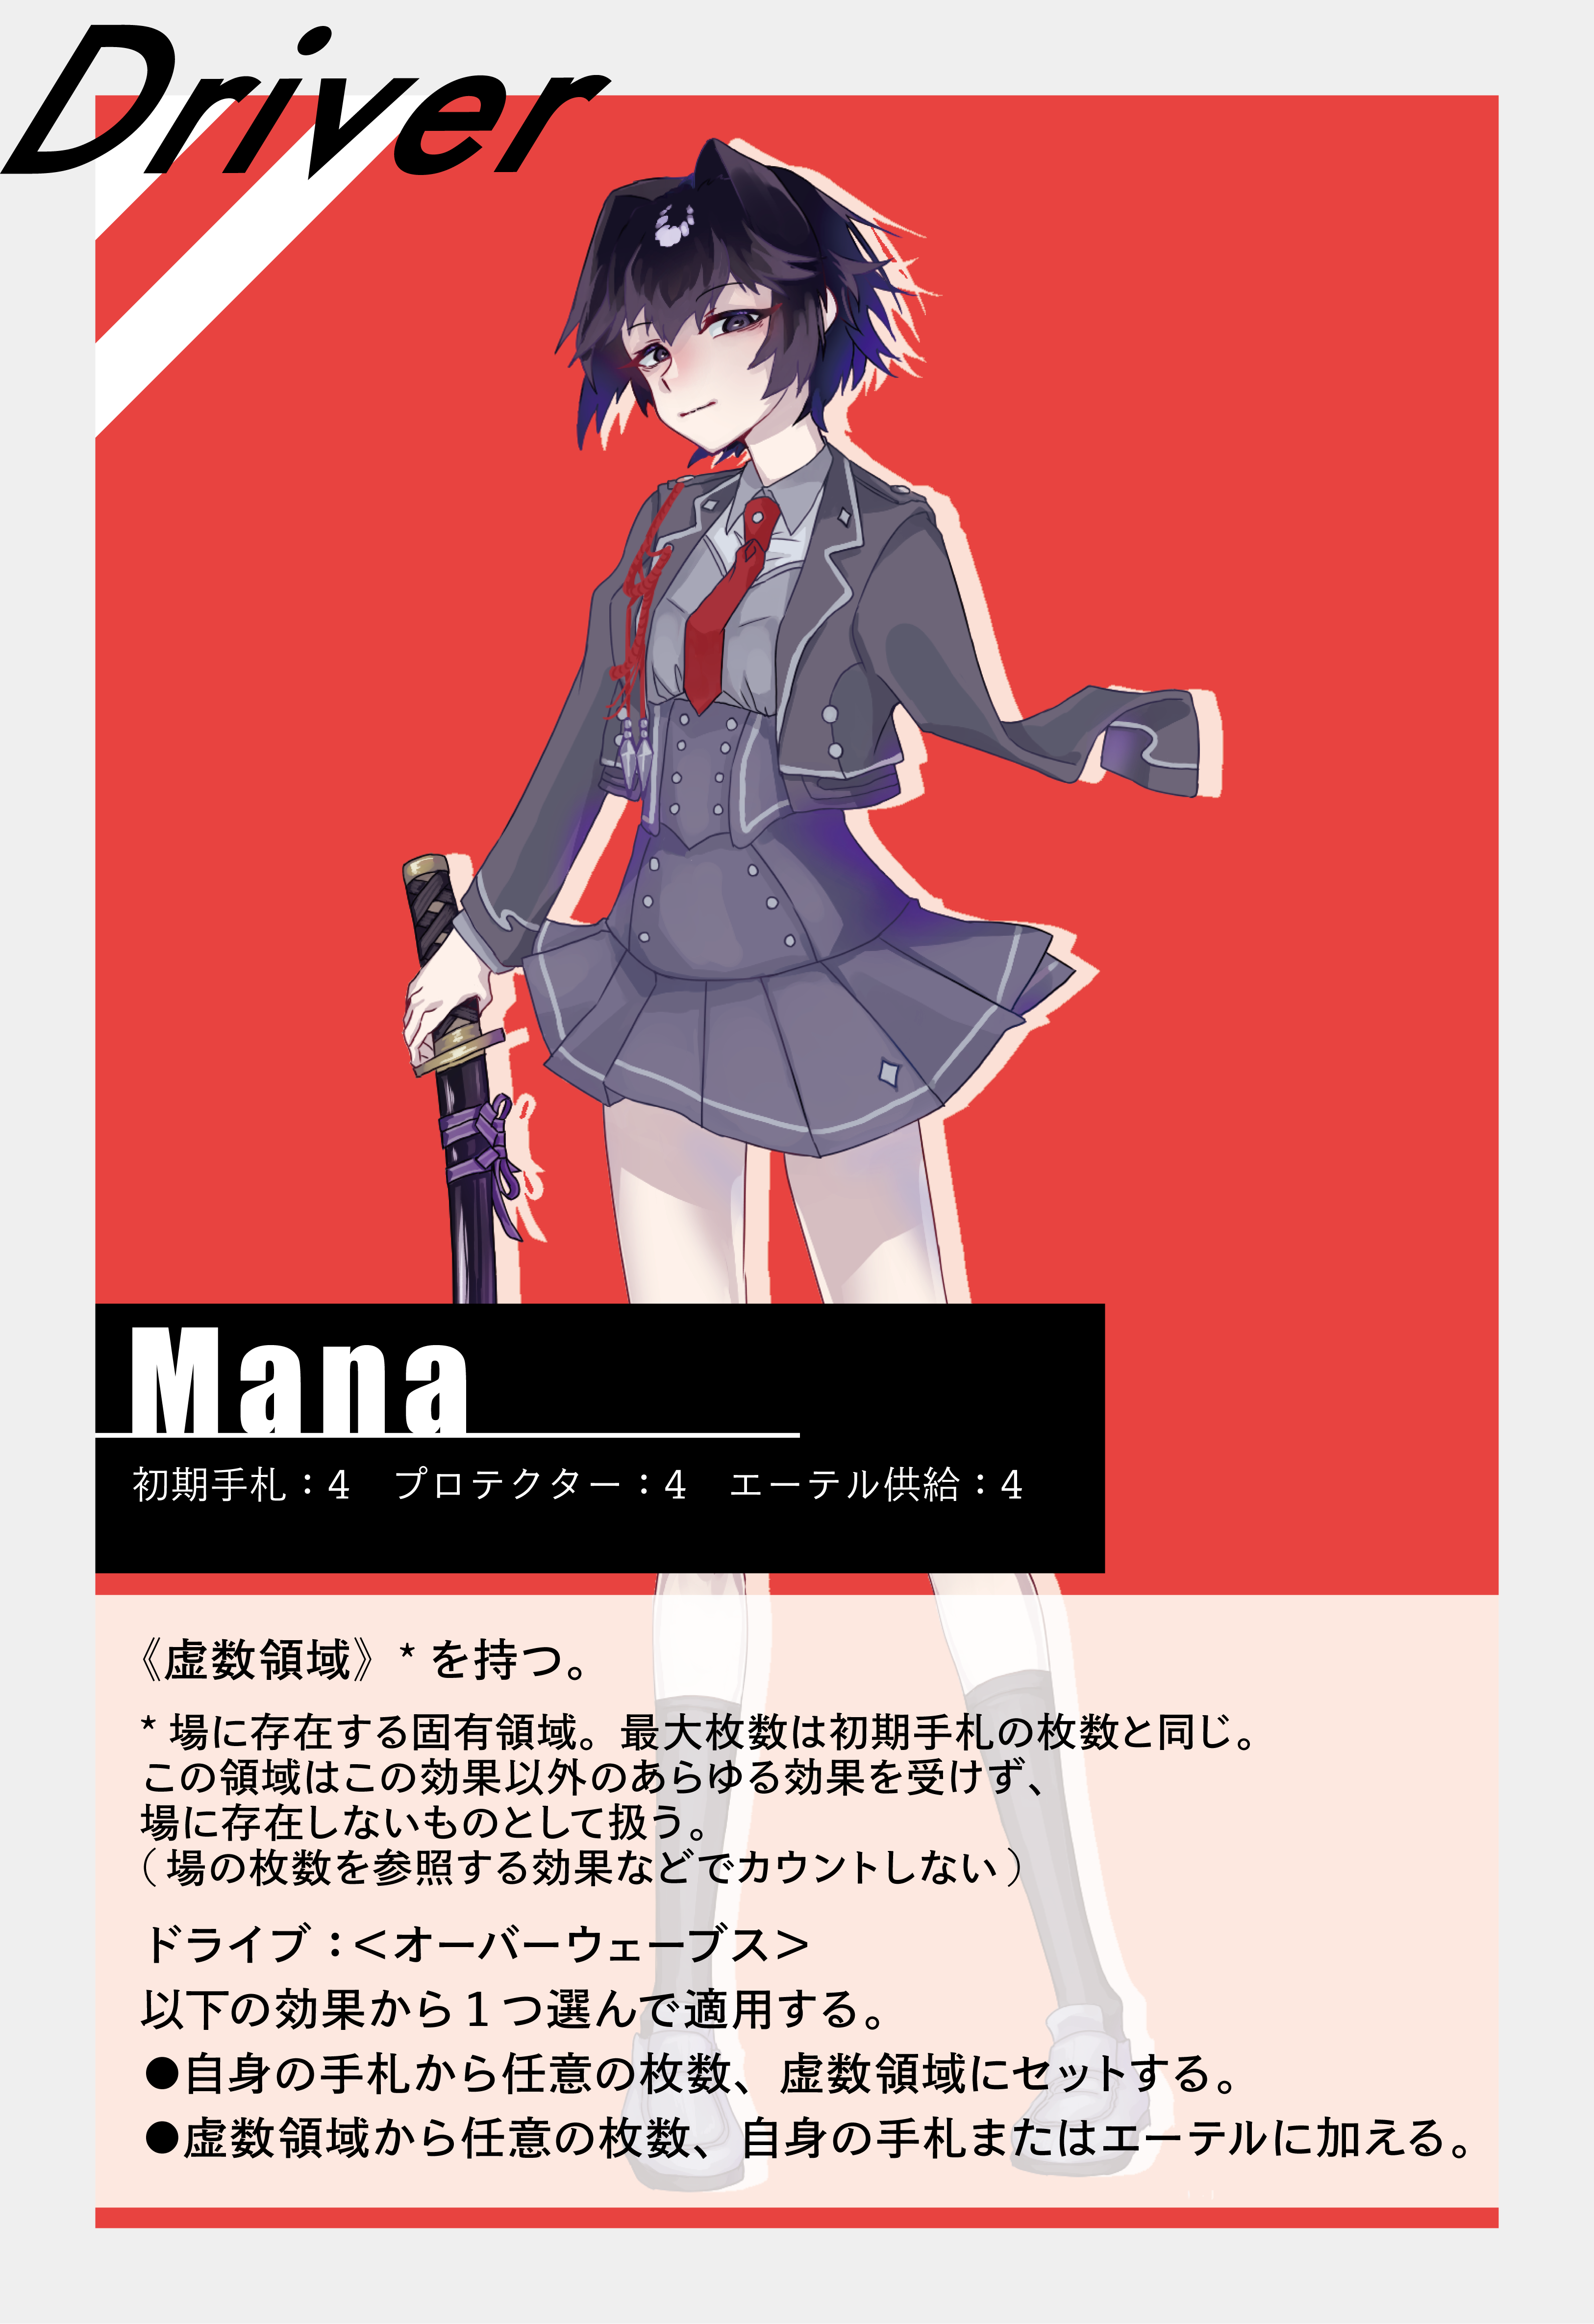 Driver
Mana
初期手札：4　プロテクター：4　エーテル供給：4
《虚数領域》* を持つ。
* 場に存在する固有領域。最大枚数は初期手札の枚数と同じ。
この領域はこの効果以外のあらゆる効果を受けず、
場に存在しないものとして扱う。
（場の枚数を参照する効果などでカウントしない）
ドライブ：＜オーバーウェーブス＞
以下の効果から１つ選んで適用する。
●自身の手札から任意の枚数、虚数領域にセットする。
●虚数領域から任意の枚数、自身の手札またはエーテルに加える。